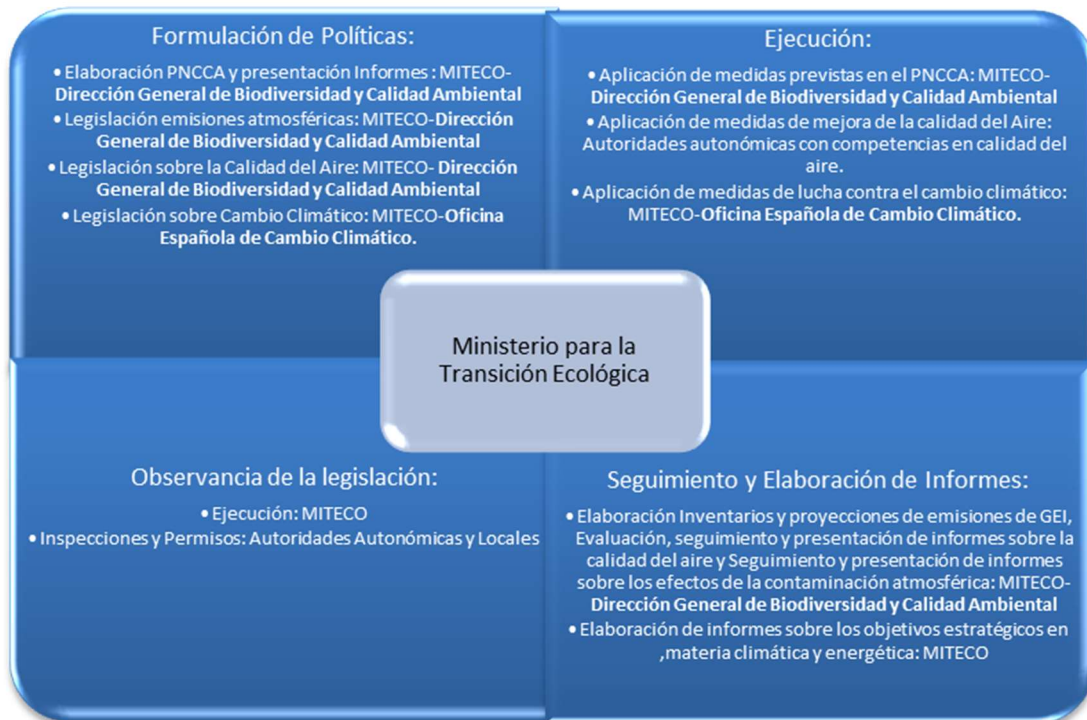 Formulación de Políticas:
• Elaboración PNCCA y presentación Informes : MITECO-
Dirección General de Biodiversidad y Calidad Ambiental
• Legislación emisiones atmosféricas: MITECO-Dirección
General de Biodiversidad y Calidad Ambiental
• Legislación sobre la Calidad del Aire: MITECO- Dirección
General de Biodiversidad y Calidad Ambiental
• Legislación sobre Cambio Climático: MITECO-Oficina
Española de Cambio Climático.
Ejecución:
• Aplicación de medidas previstas en el PNCCA: MITECO-
Dirección General de Biodiversidad y Calidad Ambiental
• Aplicación de medidas de mejora de la calidad del Aire:
Autoridades autonómicas con competencias en calidad del
aire.
• Aplicación de medidas de lucha contra el cambio climático:
MITECO-Oficina Española de Cambio Climático.
Ministerio para la
Transición Ecológica
Observancia de la legislación:
• Ejecución: MITECO
• Inspecciones y Permisos: Autoridades Autonómicas y Locales
Seguimiento y Elaboración de Informes:
• Elaboración Inventarios y proyecciones de emisiones de GEI,
Evaluación, seguimiento y presentación de informes sobre la
calidad del aire y Seguimiento y presentación de informes
sobre los efectos de la contaminación atmosférica: MITECO-
Dirección General de Biodiversidad y Calidad Ambiental
• Elaboración de informes sobre los objetivos estratégicos en
,materia climática y energética: MITECO